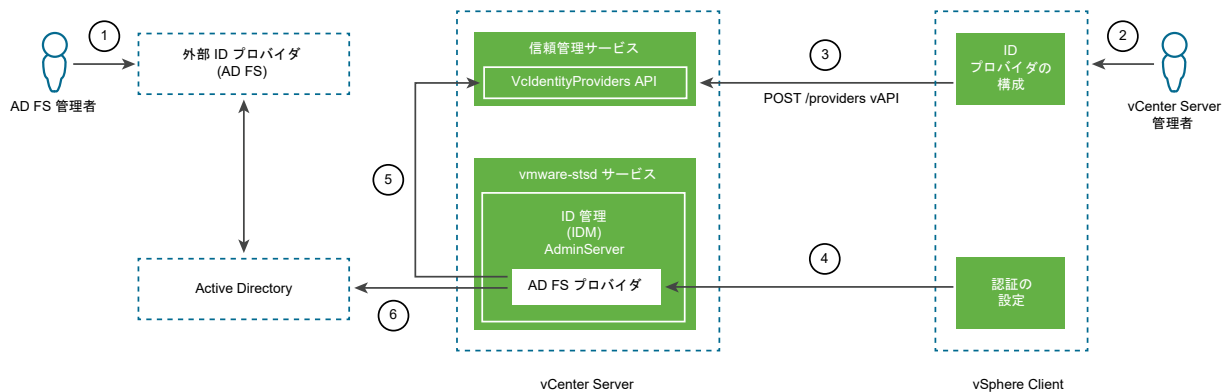 1
AD FS 管理者
外部 ID プロバイダ
(AD FS)
信頼管理サービス
VcIdentityProviders API
3
POST /providers vAPI
ID
プロバイダの
構成
2
vCenter Server
管理者
5
vmware-stsd サービス
ID 管理
(IDM)
AdminServer
AD FS プロバイダ
4
認証の
設定
Active Directory
6
vCenter Server
vSphere Client